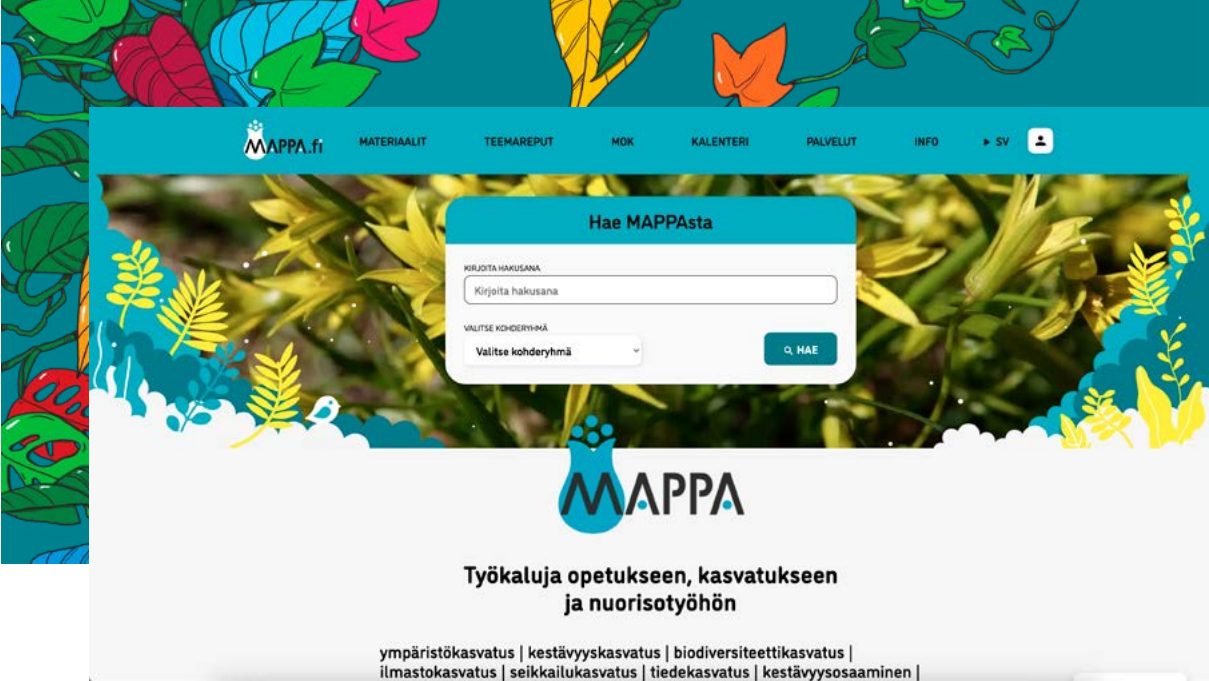 MAPPA.fi MATERIAALIT TEEMAREPUT MOK KALENTERI PALVELUT INFO ▸ SV
Hae MAPPAsta
KIRJOITA HAKUSANA
Kirjoita hakusana
VALITSE KOHDERYHMÄ
Valitse kohderyhmä HAE
MAPPA
Työkaluja opetukseen, kasvatukseen
ja nuorisotyöhön
ympäristökasvatus | kestävyyskasvatus | biodiversiteettikasvatus |
ilmastokasvatus | seikkailukasvatus | tiedekasvatus | kestävyysosaaminen |